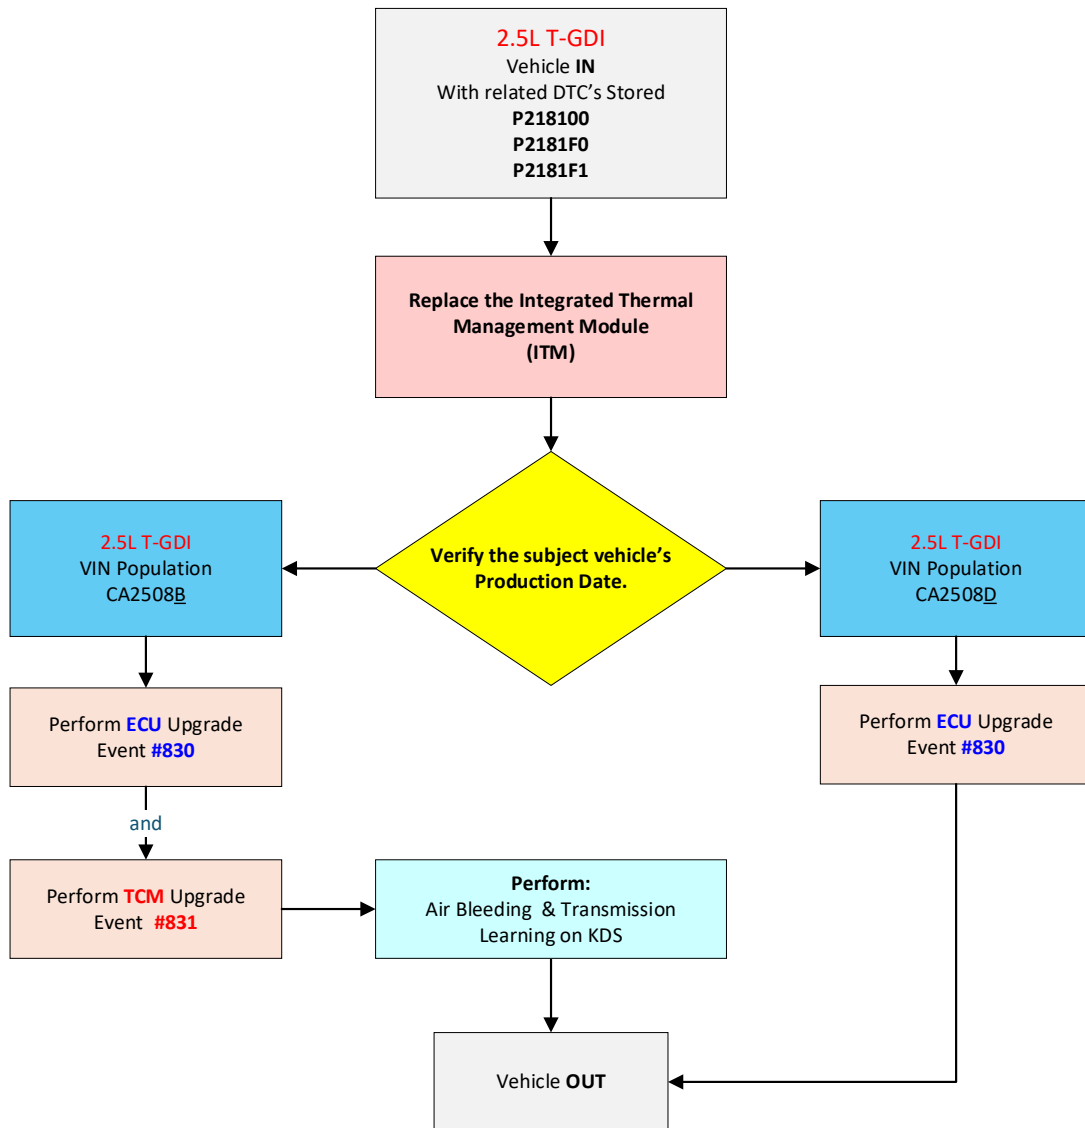 2.5L T-GDI
Vehicle IN
With related DTC's Stored
P218100
P2181F0
P2181F1
Replace the Integrated Thermal
Management Module
(ITM)
Verify the subject vehicle's
Production Date.
2.5L T-GDI
VIN Population
CA2508B
2.5L T-GDI
VIN Population
CA2508D
Perform ECU Upgrade
Event #830
Perform ECU Upgrade
Event #830
and
Perform TCM Upgrade
Event #831
Perform:
Air Bleeding & Transmission
Learning on KDS
Vehicle OUT